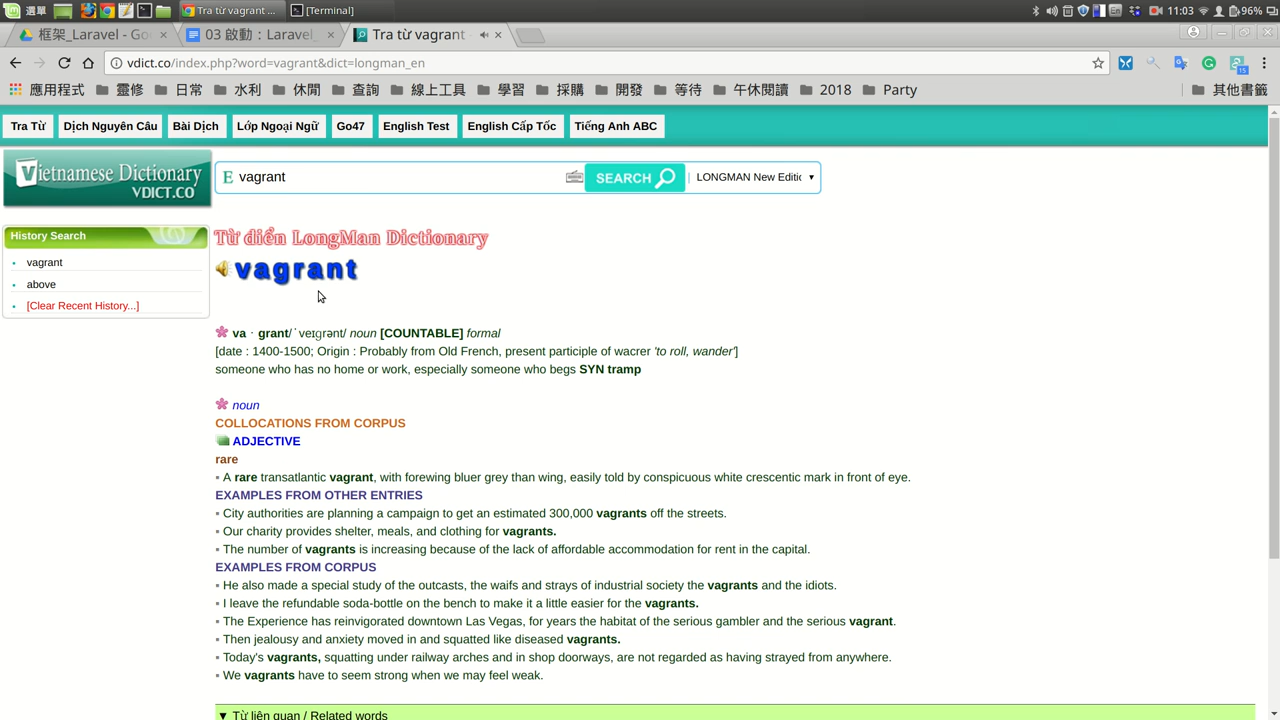 選單 Tra từ vagrant ... [Terminal] En 11:03 96%
框架_Laravel - Go 03 啟動：Laravel_ Tra từ vagrant -
vdict.co/index.php?word=vagrant&dict=longman_en 15
應用程式 靈修 日常 水利 休閒 查詢 線上工具 學習 採購 開發 等待 午休閱讀 2018 Party 其他書籤
Tra Từ Dịch Nguyên Câu Bài Dịch Lớp Ngoại Ngữ Go47 English Test English Cấp Tốc Tiếng Anh ABC
Vietnamese Dictionary
VDICT.CO
E vagrant SEARCH | LONGMAN New Editic
History Search
vagrant
above
[Clear Recent History...]
Từ diển LongMan Dictionary
vagrant
va · grant/ˈveɪɡrənt/ noun [COUNTABLE] formal
[date : 1400-1500; Origin : Probably from Old French, present participle of wacrer 'to roll, wander']
someone who has no home or work, especially someone who begs SYN tramp
noun
COLLOCATIONS FROM CORPUS
ADJECTIVE
rare
▪ A rare transatlantic vagrant, with forewing bluer grey than wing, easily told by conspicuous white crescentic mark in front of eye.
EXAMPLES FROM OTHER ENTRIES
▪ City authorities are planning a campaign to get an estimated 300,000 vagrants off the streets.
▪ Our charity provides shelter, meals, and clothing for vagrants.
▪ The number of vagrants is increasing because of the lack of affordable accommodation for rent in the capital.
EXAMPLES FROM CORPUS
▪ He also made a special study of the outcasts, the waifs and strays of industrial society the vagrants and the idiots.
▪ I leave the refundable soda-bottle on the bench to make it a little easier for the vagrants.
▪ The Experience has reinvigorated downtown Las Vegas, for years the habitat of the serious gambler and the serious vagrant.
▪ Then jealousy and anxiety moved in and squatted like diseased vagrants.
▪ Today's vagrants, squatting under railway arches and in shop doorways, are not regarded as having strayed from anywhere.
▪ We vagrants have to seem strong when we may feel weak.
▼ Từ liên quan / Related words